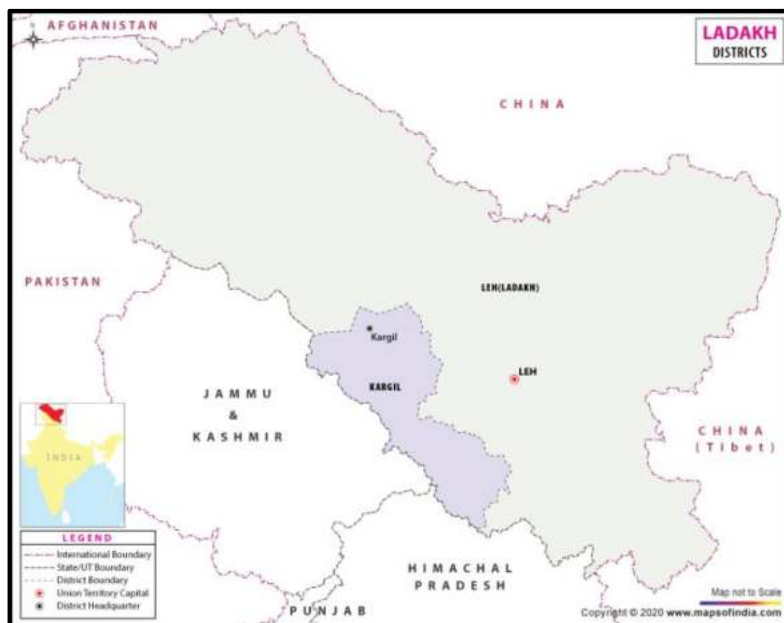 AFGHANISTAN
N
LADAKH
DISTRICTS
CHINA
PAKISTAN
LEH(LADAKH)
Kargil
KARGIL
LEH
JAMMU
&
KASHMIR
CHINA
(Tibet)
INDIA
HIMACHAL
PRADESH
PUNJAB
LEGEND
International Boundary
State/UT Boundary
District Boundary
Union Territory Capital
District Headquarter
Map not to Scale
Copyright © 2020 www.mapsofindia.com